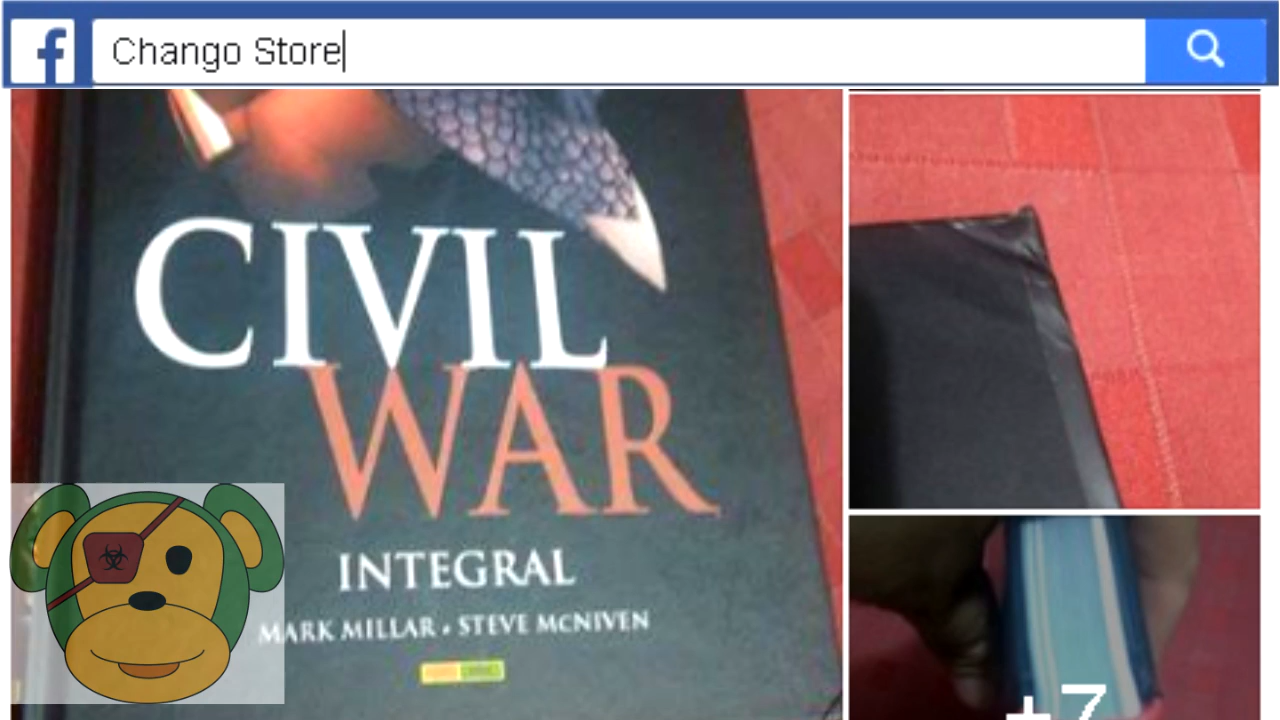 Chango Store
CIVIL
WAR
INTEGRAL
MARK MILLAR • STEVE McNIVEN
+7